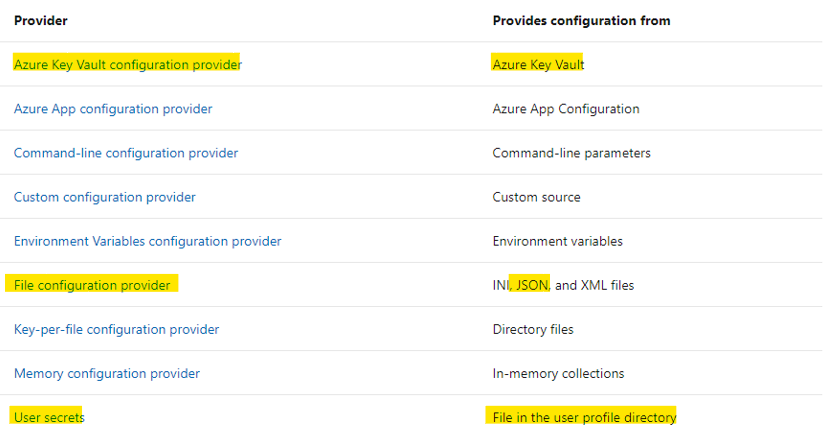 Provider Provides configuration from
Azure Key Vault configuration provider Azure Key Vault
Azure App configuration provider Azure App Configuration
Command-line configuration provider Command-line parameters
Custom configuration provider Custom source
Environment Variables configuration provider Environment variables
File configuration provider INI, JSON, and XML files
Key-per-file configuration provider Directory files
Memory configuration provider In-memory collections
User secrets File in the user profile directory